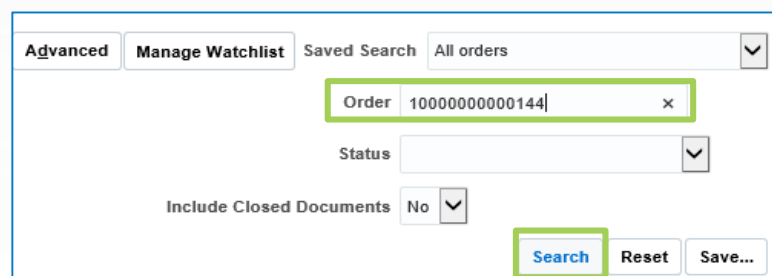 Advanced Manage Watchlist Saved Search All orders
Order 10000000000144 ×
Status
Include Closed Documents No
Search Reset Save...